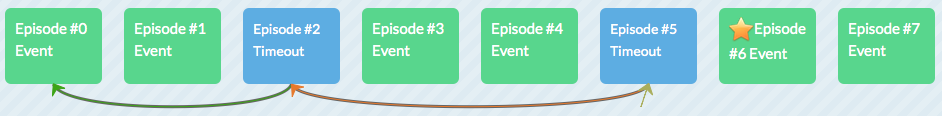 Episode #0
Event
Episode #1
Event
Episode #2
Timeout
Episode #3
Event
Episode #4
Event
Episode #5
Timeout
Episode
#6 Event
Episode #7
Event